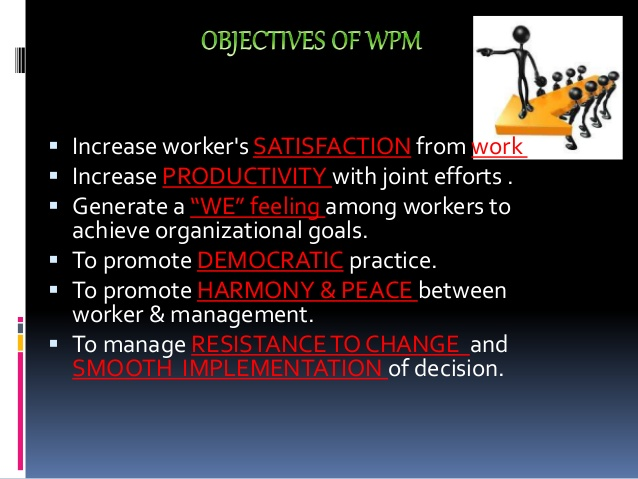 OBJECTIVES OF WPM
▪ Increase worker's SATISFACTION from work
▪ Increase PRODUCTIVITY with joint efforts .
▪ Generate a “WE” feeling among workers to
achieve organizational goals.
▪ To promote DEMOCRATIC practice.
▪ To promote HARMONY & PEACE between
worker & management.
▪ To manage RESISTANCE TO CHANGE and
SMOOTH IMPLEMENTATION of decision.